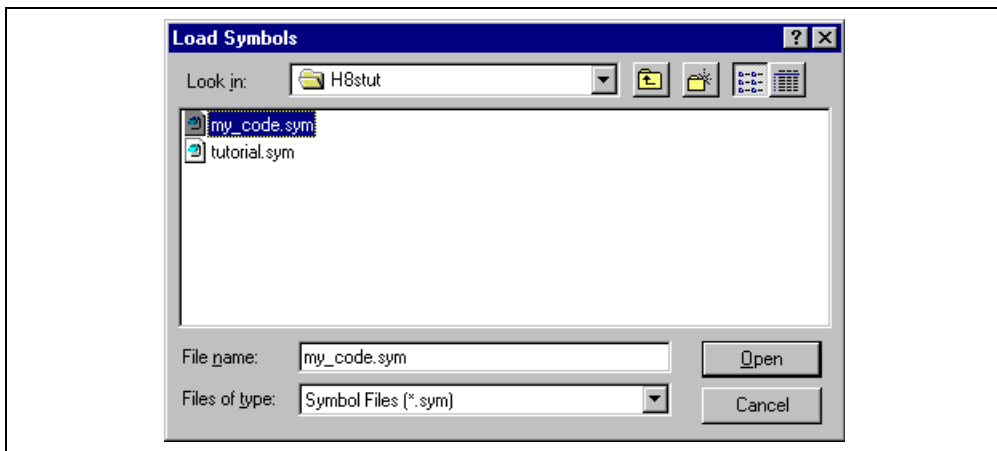 Load Symbols
Look in: H8stut
my_code.sym
tutorial.sym
File name: my_code.sym Open
Files of type: Symbol Files (*.sym) Cancel